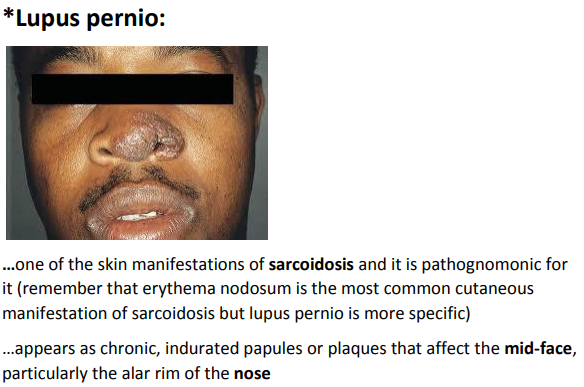 *Lupus pernio:
…one of the skin manifestations of sarcoidosis and it is pathognomonic for
it (remember that erythema nodosum is the most common cutaneous
manifestation of sarcoidosis but lupus pernio is more specific)
…appears as chronic, indurated papules or plaques that affect the mid-face,
particularly the alar rim of the nose